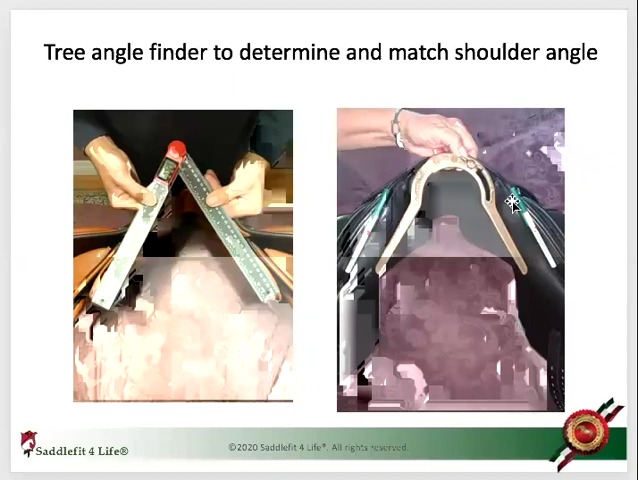 Tree angle finder to determine and match shoulder angle
Saddlefit 4 Life®
©2020 Saddlefit 4 Life®. All rights reserved.